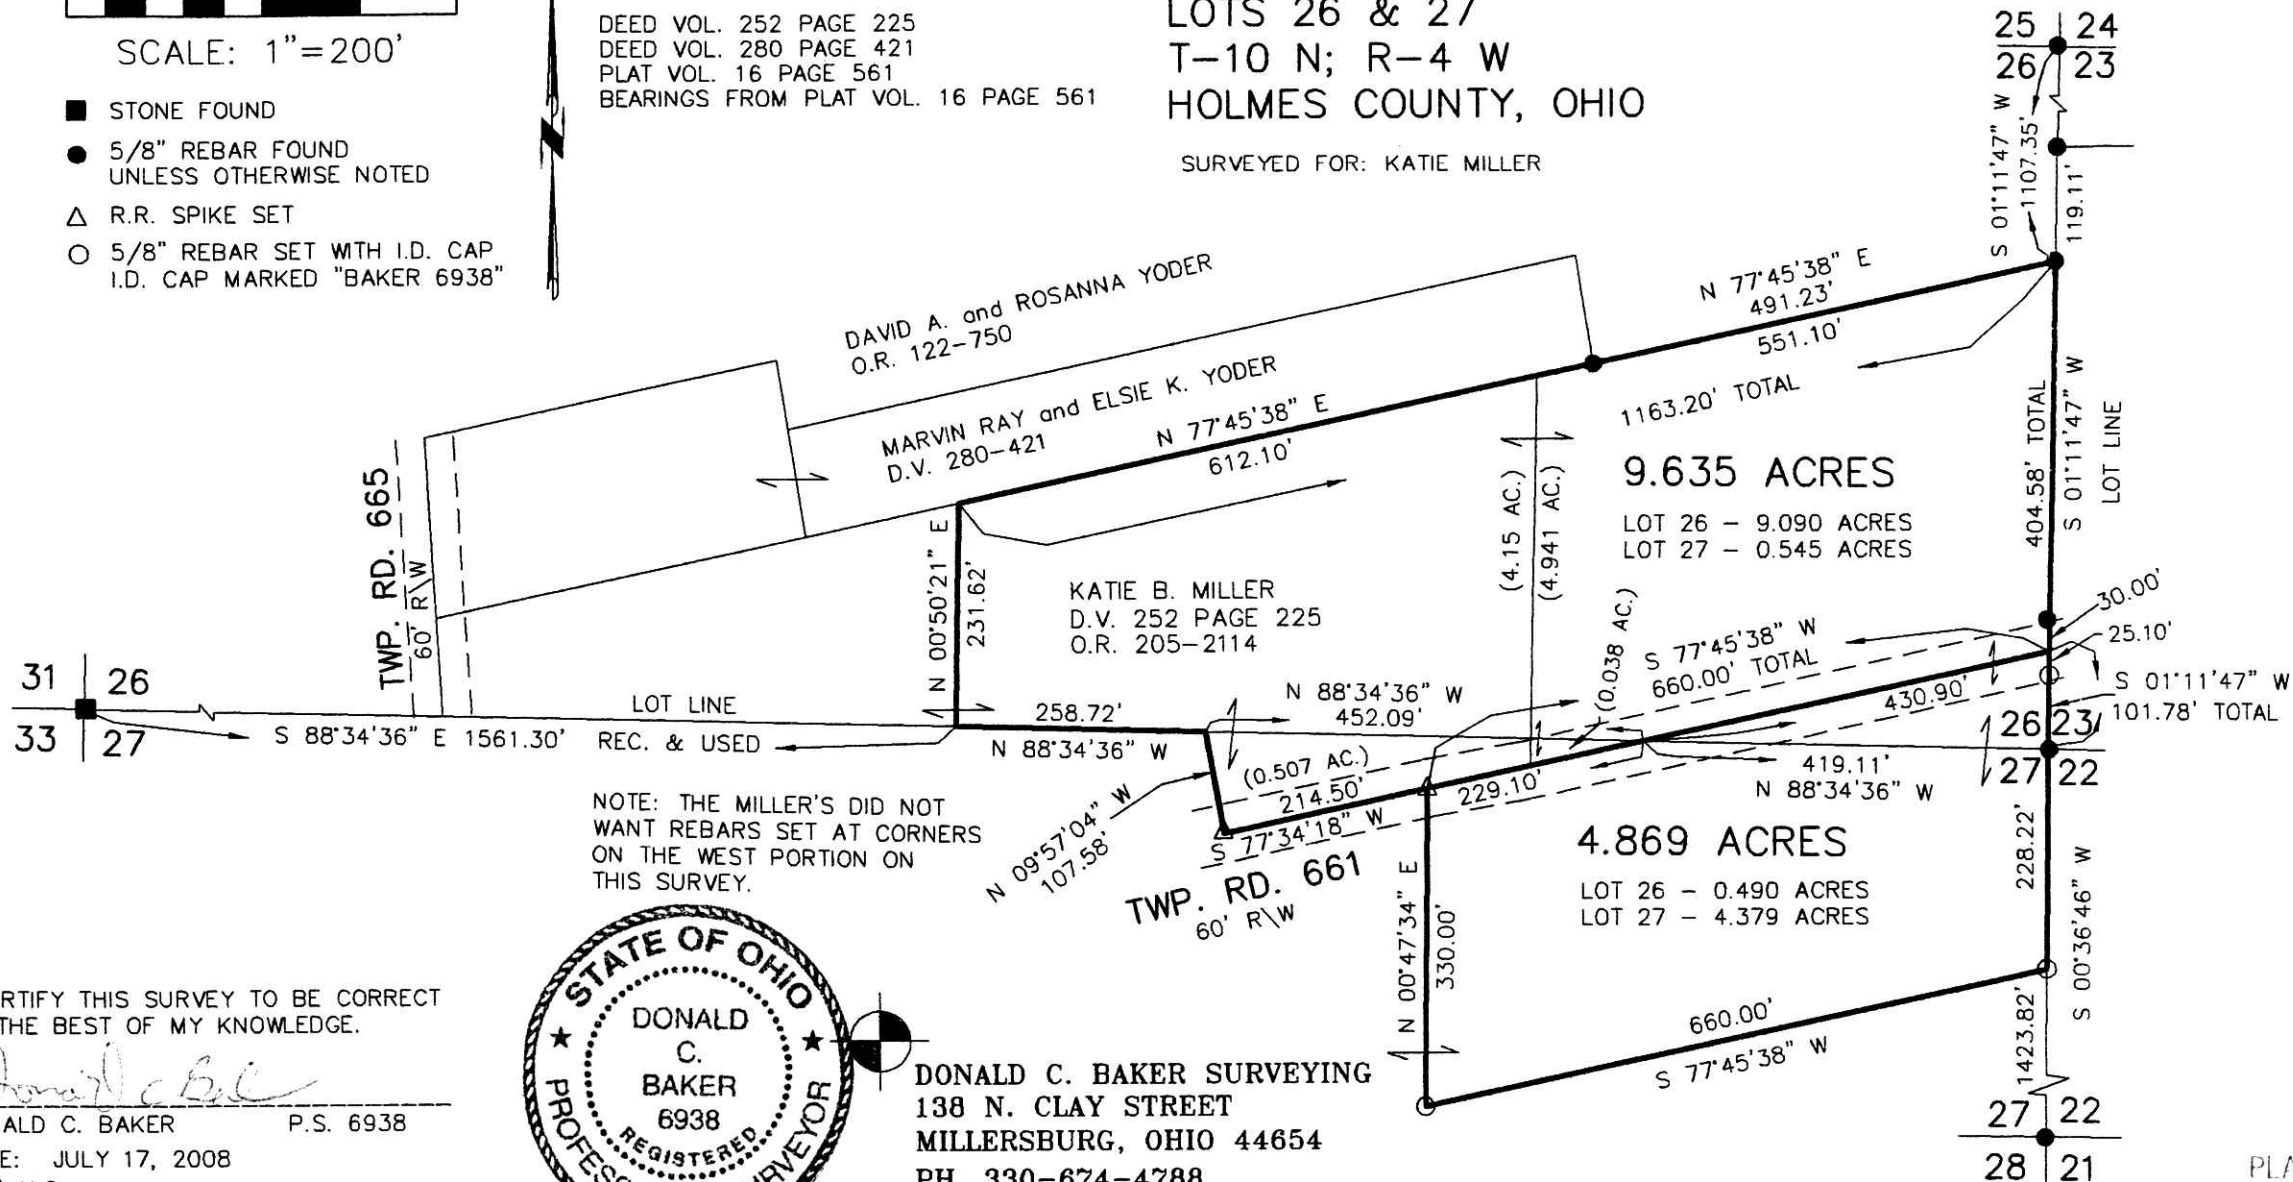 SCALE: 1"=200'
■ STONE FOUND
● 5/8" REBAR FOUND
UNLESS OTHERWISE NOTED
△ R.R. SPIKE SET
○ 5/8" REBAR SET WITH I.D. CAP
I.D. CAP MARKED "BAKER 6938"
DEED VOL. 252 PAGE 225
DEED VOL. 280 PAGE 421
PLAT VOL. 16 PAGE 561
BEARINGS FROM PLAT VOL. 16 PAGE 561
LOTS 26 & 27
T-10 N; R-4 W
HOLMES COUNTY, OHIO
SURVEYED FOR: KATIE MILLER
25 24
26 23
S 01°11'47" W
1107.35'
119.11'
DAVID A. and ROSANNA YODER
O.R. 122-750
MARVIN RAY and ELSIE K. YODER
D.V. 280-421
N 77°45'38" E
612.10'
N 77°45'38" E
491.23'
551.10'
1163.20' TOTAL
404.58' TOTAL
S 01°11'47" W
LOT LINE
9.635 ACRES
LOT 26 - 9.090 ACRES
LOT 27 - 0.545 ACRES
(4.15 AC.)
(4.941 AC.)
(0.038 AC.)
TWP. RD. 665
60' R\W
N 00°50'21" E
231.62'
KATIE B. MILLER
D.V. 252 PAGE 225
O.R. 205-2114
30.00'
25.10'
S 77°45'38" W
660.00' TOTAL
430.90'
S 01°11'47" W
101.78' TOTAL
31 26
33 27
LOT LINE
S 88°34'36" E 1561.30' REC. & USED
258.72'
N 88°34'36" W
N 88°34'36" W
452.09'
26 23
27 22
419.11'
N 88°34'36" W
(0.507 AC.)
214.50'
S 77°34'18" W
229.10'
N 09°57'04" W
107.58'
TWP. RD. 661
60' R\W
NOTE: THE MILLER'S DID NOT
WANT REBARS SET AT CORNERS
ON THE WEST PORTION ON
THIS SURVEY.
4.869 ACRES
LOT 26 - 0.490 ACRES
LOT 27 - 4.379 ACRES
N 00°47'34" E
330.00'
228.22'
S 00°36'46" W
660.00'
S 77°45'38" W
1423.82'
27 22
28 21
RTIFY THIS SURVEY TO BE CORRECT
THE BEST OF MY KNOWLEDGE.
ALD C. BAKER P.S. 6938
E: JULY 17, 2008
STATE OF OHIO
DONALD
C.
BAKER
6938
REGISTERED
DONALD C. BAKER SURVEYING
138 N. CLAY STREET
MILLERSBURG, OHIO 44654
PH. 330-674-4788
PLA